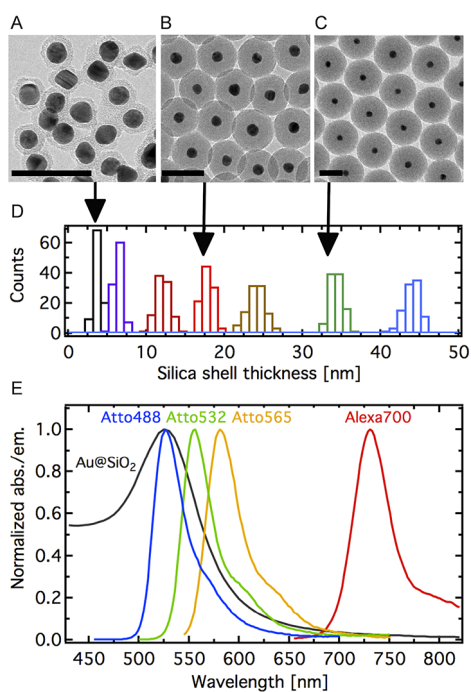 A B C
D
60
40
20
0
Counts
0 10 20 30 40 50
Silica shell thickness [nm]
E
Atto488 Atto532 Atto565 Alexa700
Au@SiO₂
1.0
0.8
0.6
0.4
0.2
0.0
Normalized abs./em.
450 500 550 600 650 700 750 800
Wavelength [nm]